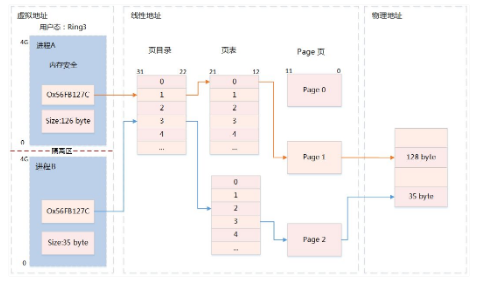 虚拟地址
线性地址
物理地址
用户态：Ring3
4G
进程A
内存安全
Ox56FB127C
Size:126 byte
0
隔离区
4G
进程B
Ox56FB127C
Size:35 byte
0
页目录
31 22
0
1
2
3
4
...
页表
21 12
0
1
2
3
4
...
0
1
2
3
4
...
Page 页
11 0
Page 0
Page 1
Page 2
128 byte
35 byte